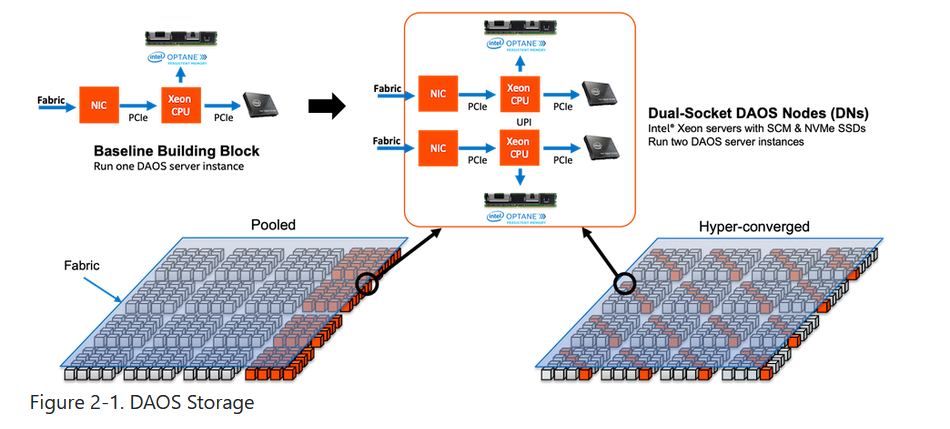 intel OPTANE
PERSISTENT MEMORY
Fabric
NIC
PCIe
Xeon
CPU
PCIe
Baseline Building Block
Run one DAOS server instance
intel OPTANE
PERSISTENT MEMORY
Fabric
NIC
PCIe
Xeon
CPU
PCIe
UPI
Fabric
NIC
PCIe
Xeon
CPU
PCIe
intel OPTANE
PERSISTENT MEMORY
Dual-Socket DAOS Nodes (DNs)
Intel® Xeon servers with SCM & NVMe SSDs
Run two DAOS server instances
Pooled
Fabric
Hyper-converged
Figure 2-1. DAOS Storage